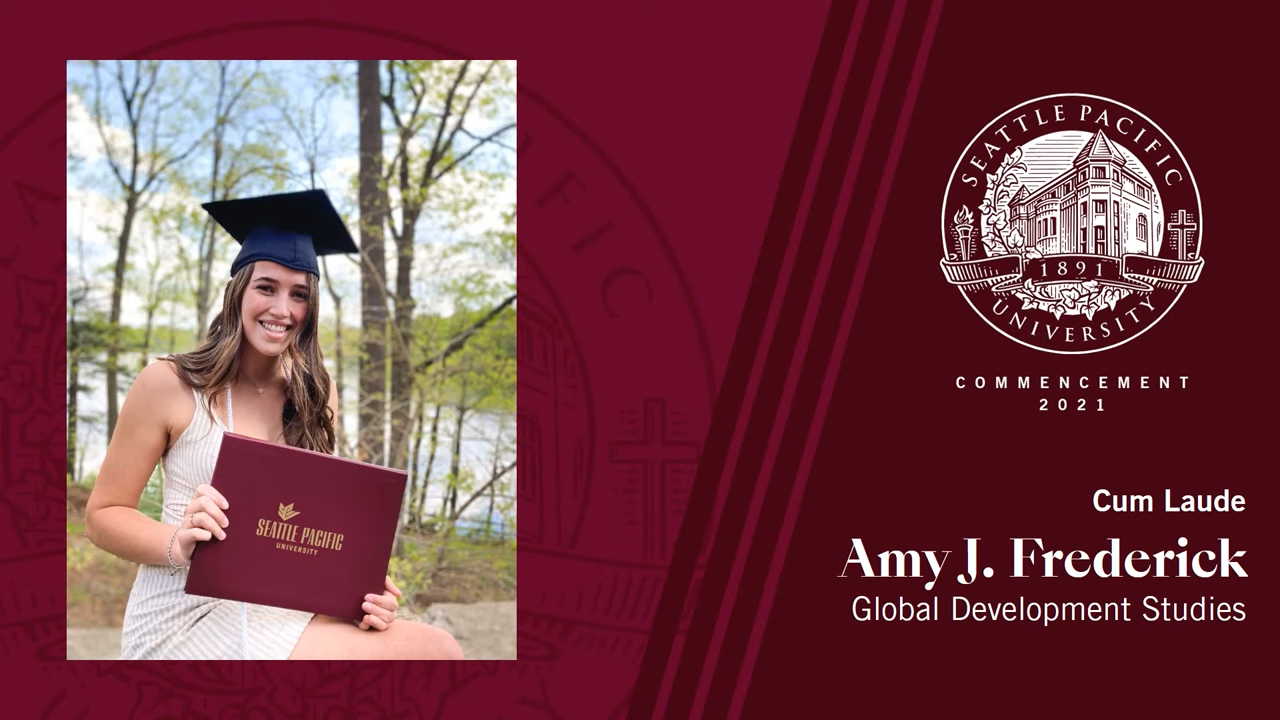 SEATTLE PACIFIC
UNIVERSITY
SEATTLE PACIFIC
1891
UNIVERSITY
COMMENCEMENT
2021
Cum Laude
Amy J. Frederick
Global Development Studies